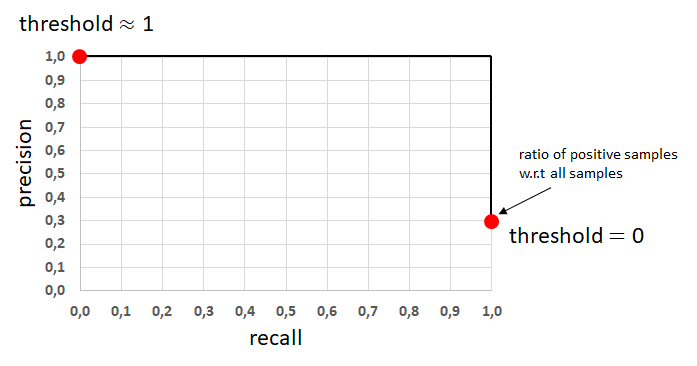 threshold ≈ 1
1,0
0,9
0,8
0,7
0,6
0,5
0,4
0,3
0,2
0,1
0,0
precision
ratio of positive samples
w.r.t all samples
threshold = 0
0,0 0,1 0,2 0,3 0,4 0,5 0,6 0,7 0,8 0,9 1,0
recall